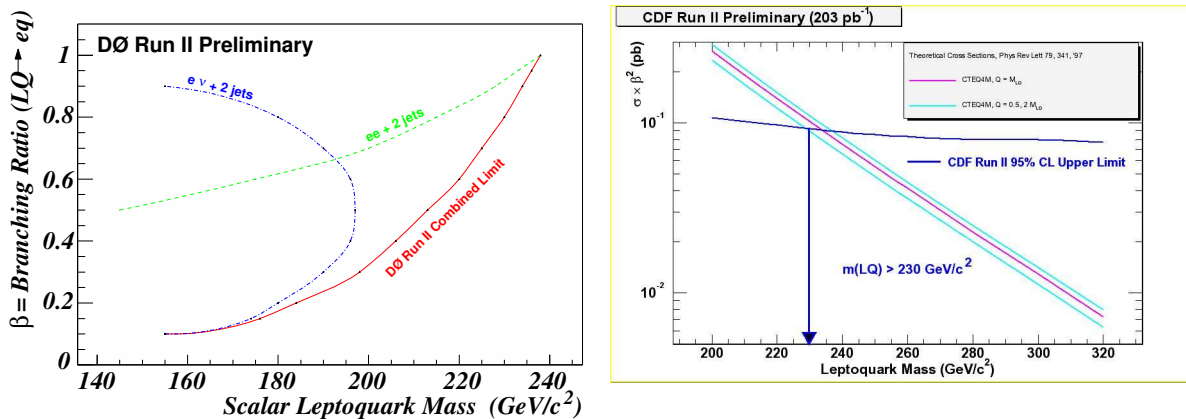 DØ Run II Preliminary
β = Branching Ratio (LQ → eq)
1
0.8
0.6
0.4
0.2
0
e ν + 2 jets
ee + 2 jets
DØ Run II Combined Limit
140 160 180 200 220 240
Scalar Leptoquark Mass (GeV/c²)
CDF Run II Preliminary (203 pb⁻¹)
σ × β² (pb)
Theoretical Cross Sections, Phys Rev Lett 79, 341, '97
CTEQ4M, Q = M_LQ
CTEQ4M, Q = 0.5, 2 M_LQ
10⁻¹
CDF Run II 95% CL Upper Limit
m(LQ) > 230 GeV/c²
10⁻²
200 220 240 260 280 300 320
Leptoquark Mass (GeV/c²)